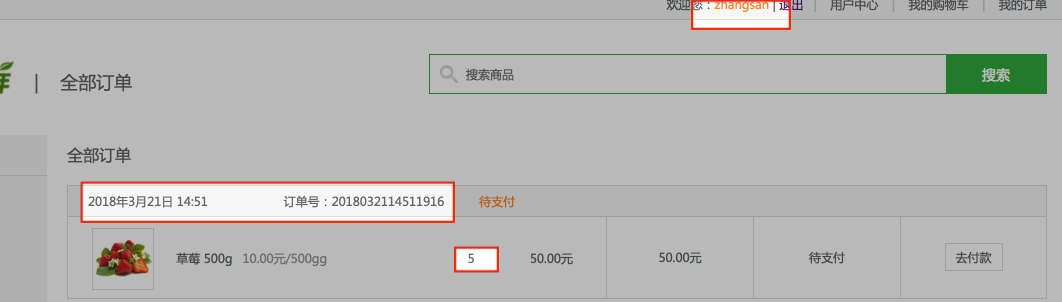 欢迎您：zhangsan | 退出 | 用户中心 | 我的购物车 | 我的订单
| 全部订单
搜索商品
搜索
全部订单
2018年3月21日 14:51 订单号：2018032114511916 待支付
草莓 500g 10.00元/500gg 5 50.00元 50.00元 待支付 去付款